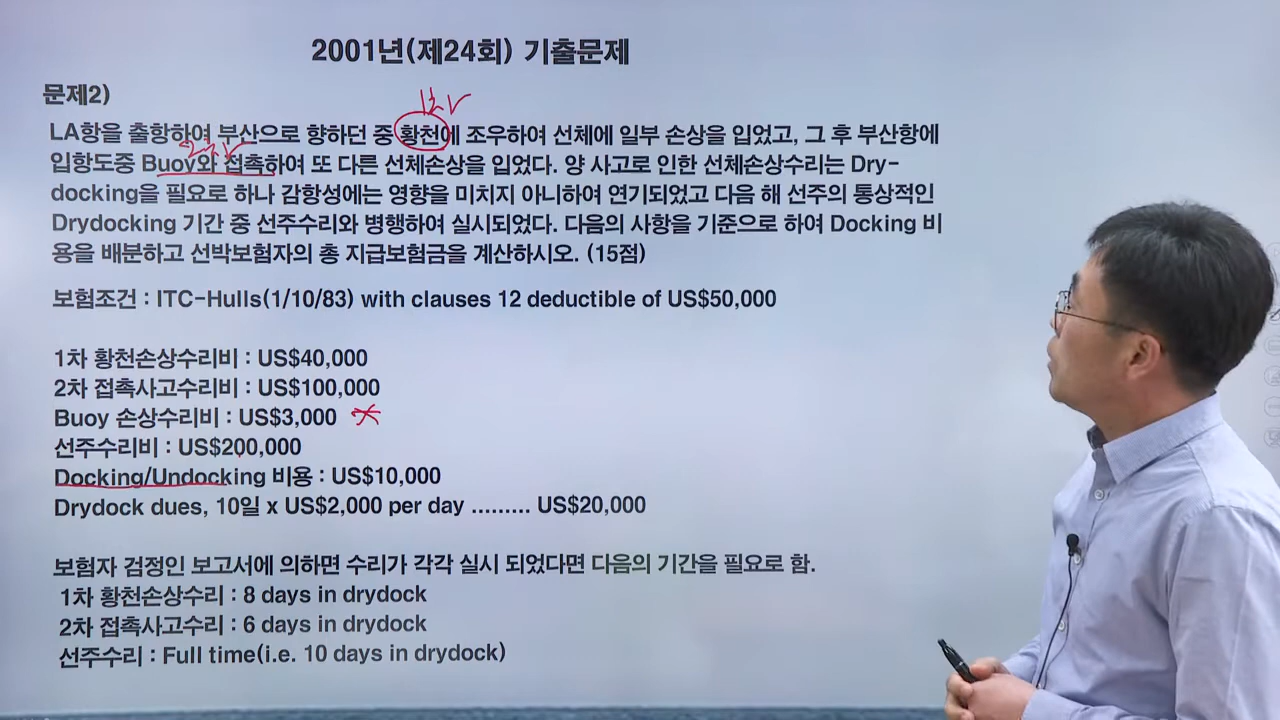 2001년(제24회) 기출문제
문제2)
1차 ✓
LA항을 출항하여 부산으로 향하던 중 황천에 조우하여 선체에 일부 손상을 입었고, 그 후 부산항에
2차 ✓
입항도중 Buoy와 접촉하여 또 다른 선체손상을 입었다. 양 사고로 인한 선체손상수리는 Dry-
docking을 필요로 하나 감항성에는 영향을 미치지 아니하여 연기되었고 다음 해 선주의 통상적인
Drydocking 기간 중 선주수리와 병행하여 실시되었다. 다음의 사항을 기준으로 하여 Docking 비
용을 배분하고 선박보험자의 총 지급보험금을 계산하시오. (15점)
보험조건 : ITC-Hulls(1/10/83) with clauses 12 deductible of US$50,000
1차 황천손상수리비 : US$40,000
2차 접촉사고수리비 : US$100,000
Buoy 손상수리비 : US$3,000
선주수리비 : US$200,000
Docking/Undocking 비용 : US$10,000
Drydock dues, 10일 x US$2,000 per day ......... US$20,000
보험자 검정인 보고서에 의하면 수리가 각각 실시 되었다면 다음의 기간을 필요로 함.
1차 황천손상수리 : 8 days in drydock
2차 접촉사고수리 : 6 days in drydock
선주수리 : Full time(i.e. 10 days in drydock)